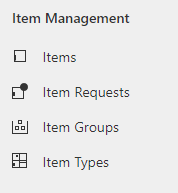 Item Management
Items
Item Requests
Item Groups
Item Types